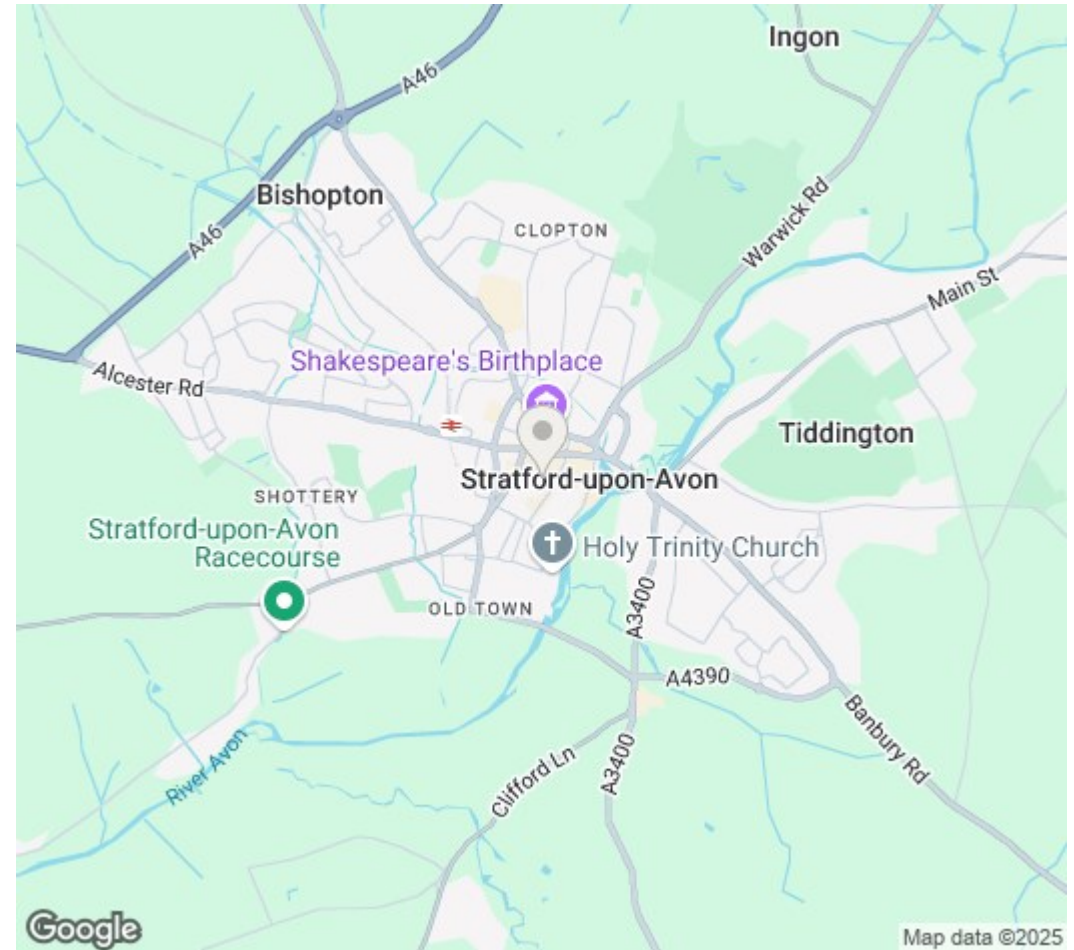 Ingon
A46
Bishopton
CLOPTON
Warwick Rd
A46
Main St
Shakespeare's Birthplace
Alcester Rd
Tiddington
Stratford-upon-Avon
SHOTTERY
Stratford-upon-Avon
Racecourse
Holy Trinity Church
OLD TOWN
A3400
A4390
Banbury Rd
River Avon
Clifford Ln
A3400
Google
Map data ©2025